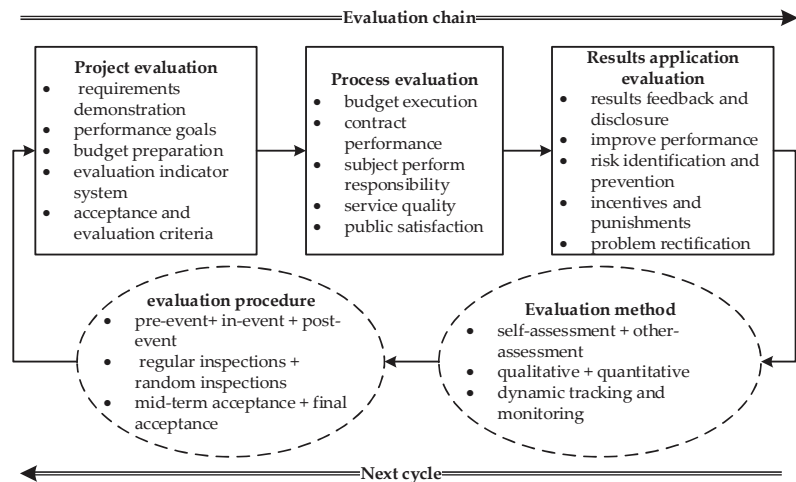 Evaluation chain
Project evaluation
• requirements
demonstration
• performance goals
• budget preparation
• evaluation indicator
system
• acceptance and
evaluation criteria
Process evaluation
• budget execution
• contract
performance
• subject perform
responsibility
• service quality
• public satisfaction
Results application
evaluation
• results feedback and
disclosure
• improve performance
• risk identification and
prevention
• incentives and
punishments
• problem rectification
evaluation procedure
• pre-event+ in-event + post-
event
• regular inspections +
random inspections
• mid-term acceptance + final
acceptance
Evaluation method
• self-assessment + other-
assessment
• qualitative + quantitative
• dynamic tracking and
monitoring
Next cycle